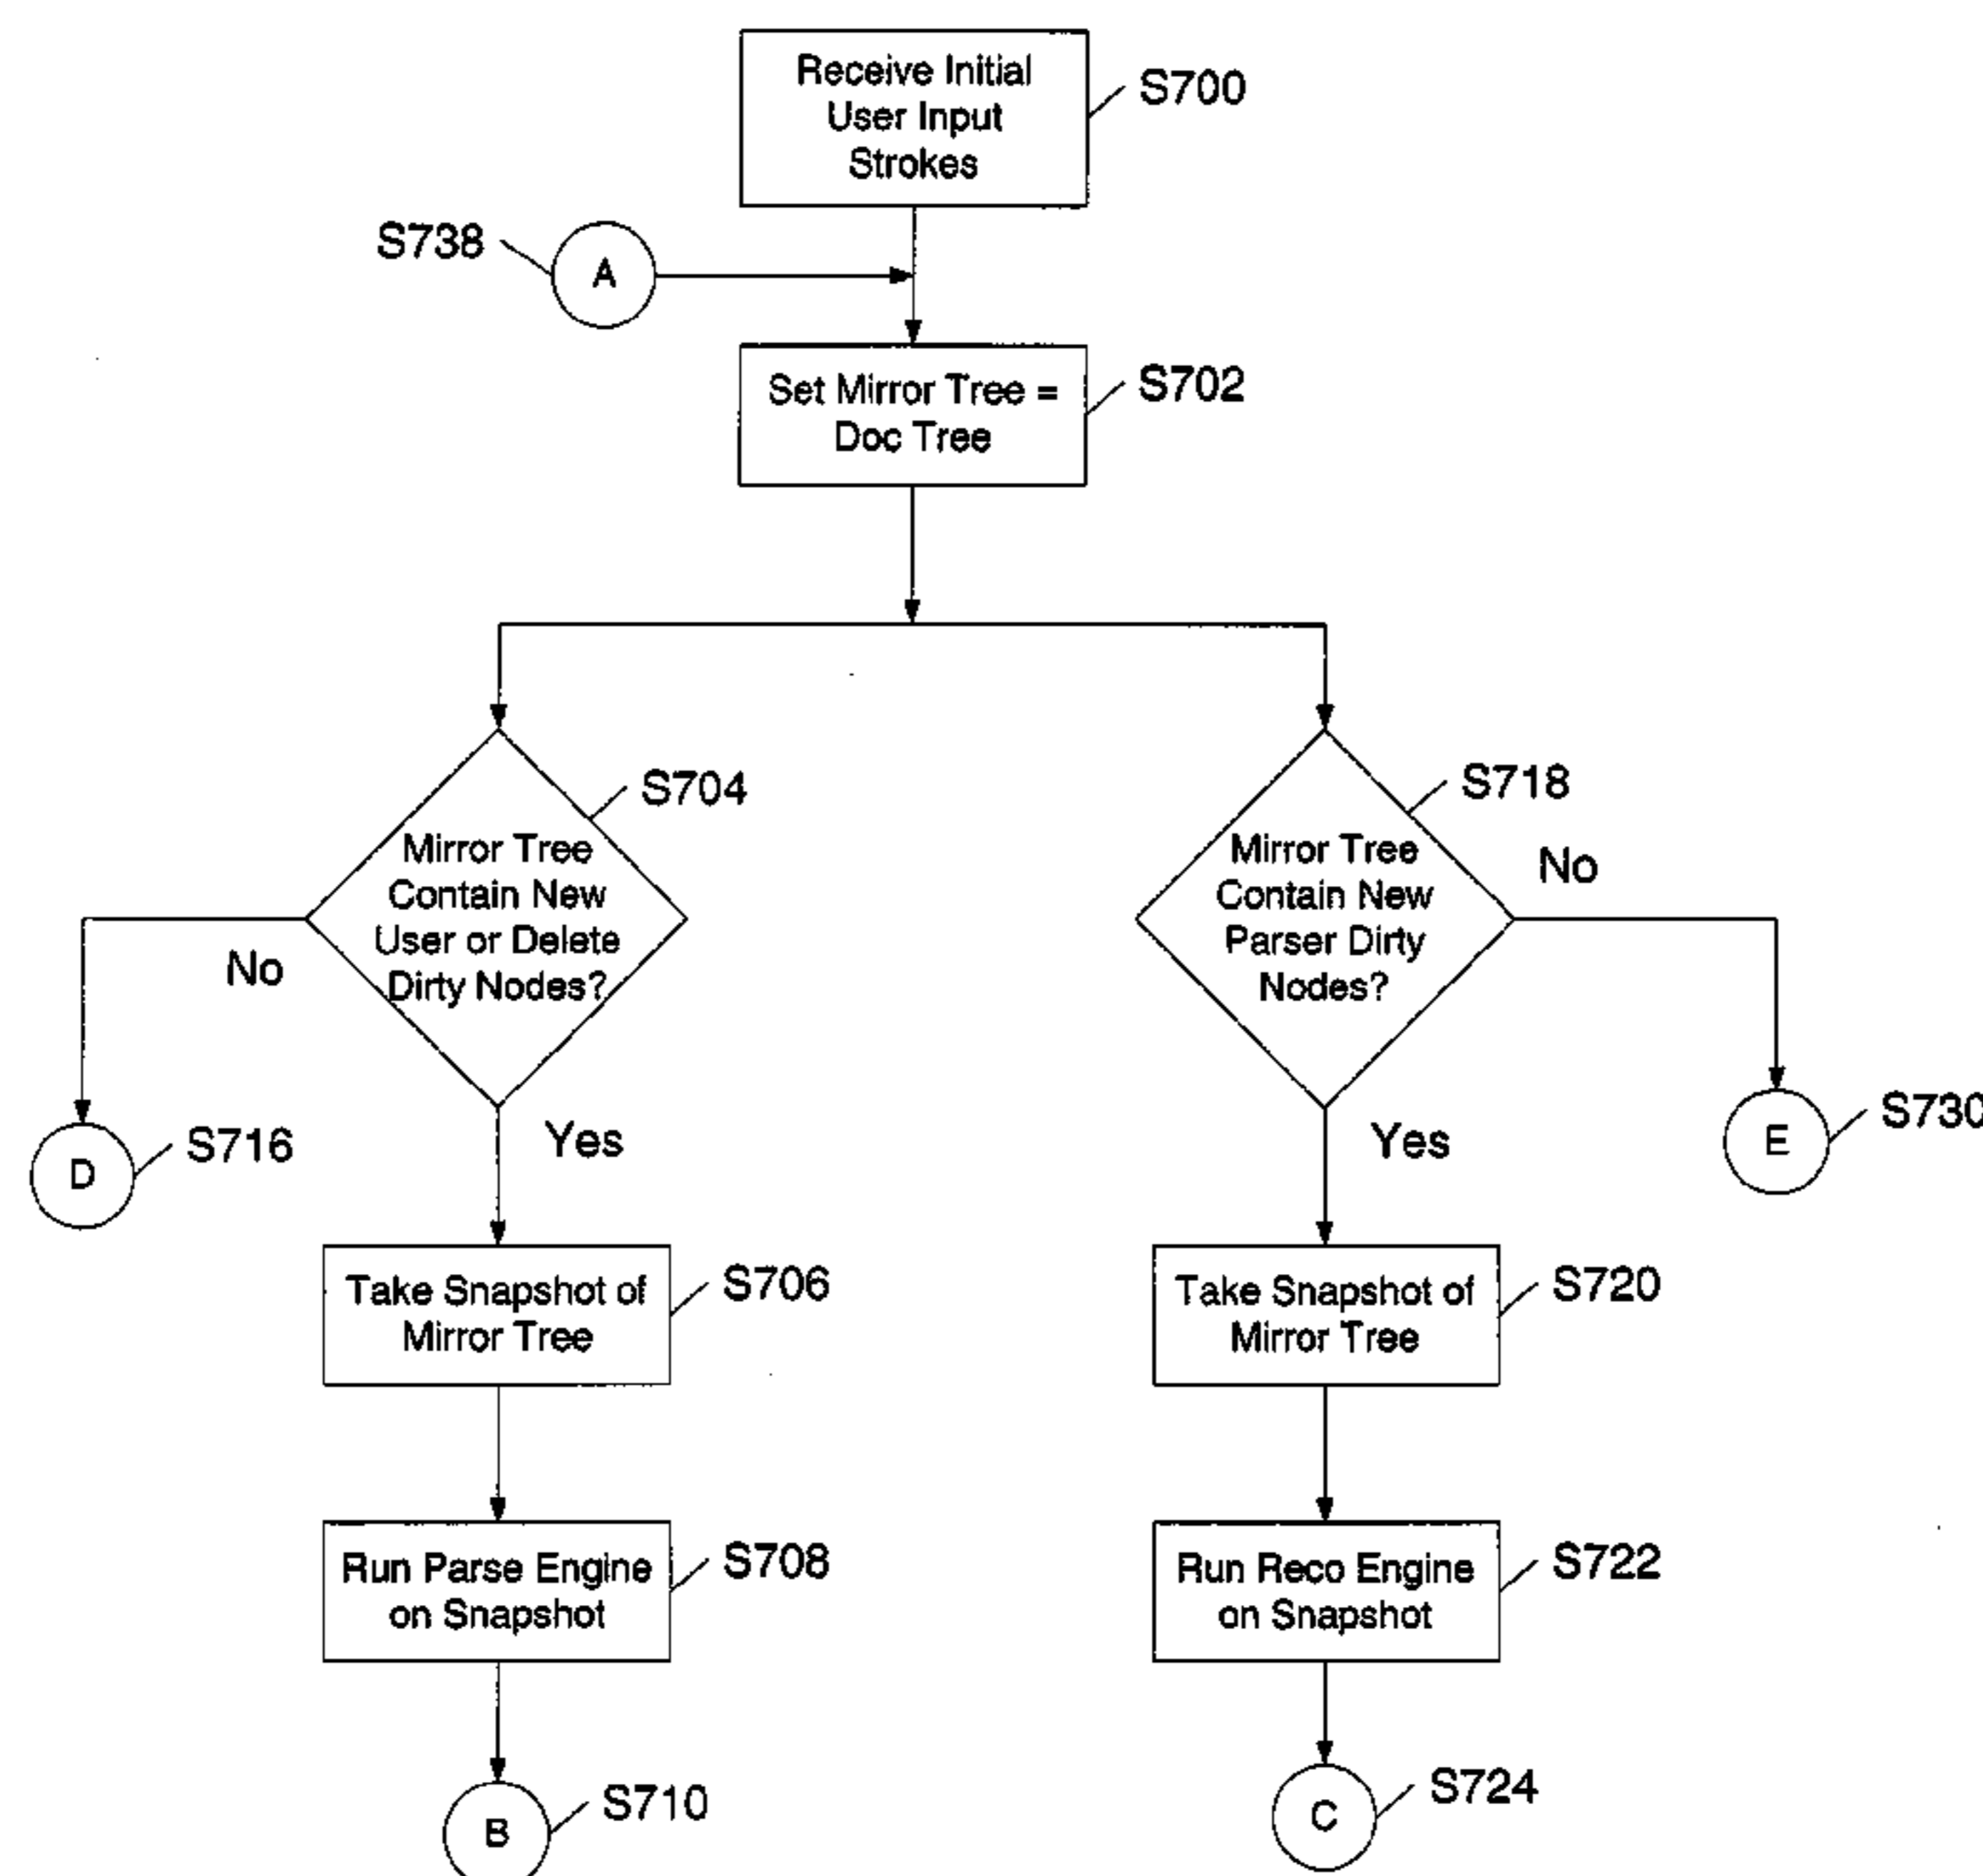 Receive Initial
User Input
Strokes
S700
S738
A
Set Mirror Tree =
Doc Tree
S702
Mirror Tree
Contain New
User or Delete
Dirty Nodes?
S704
No
Yes
D
S716
Take Snapshot of
Mirror Tree
S706
Run Parse Engine
on Snapshot
S708
B
S710
Mirror Tree
Contain New
Parser Dirty
Nodes?
S718
No
Yes
E
S730
Take Snapshot of
Mirror Tree
S720
Run Reco Engine
on Snapshot
S722
C
S724